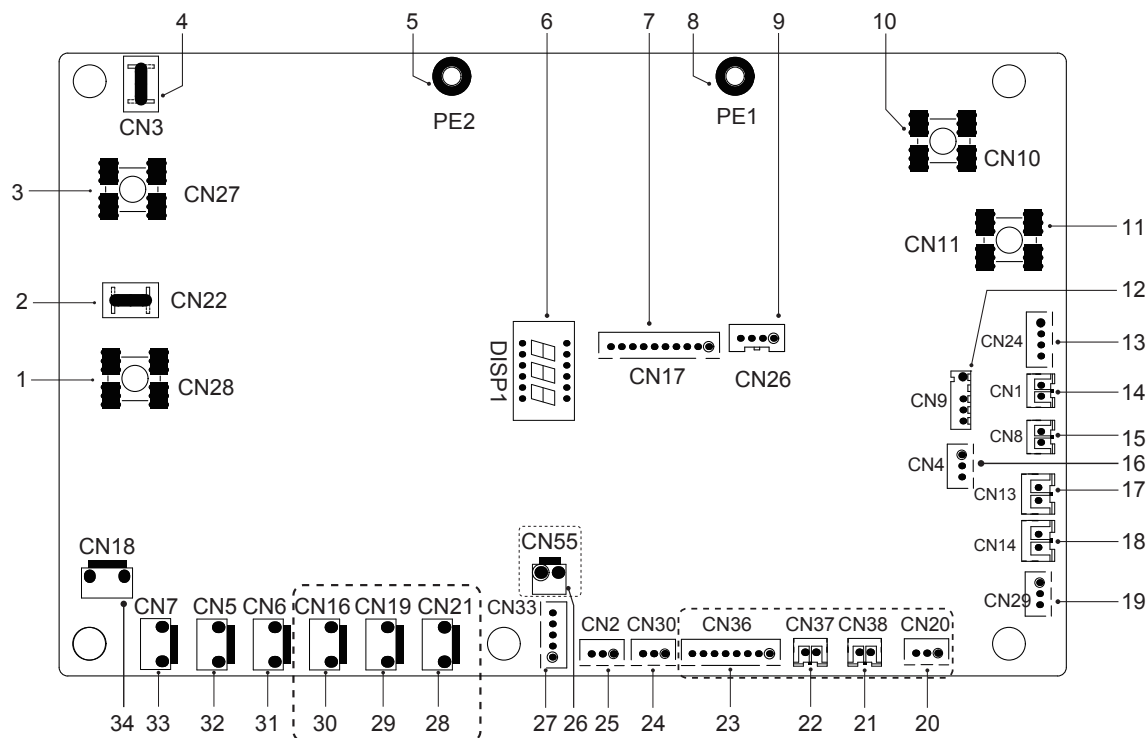 4 5 6 7 8 9 10
CN3 PE2 PE1
CN10
3 CN27
CN11 11
12
2 CN22
CN24 13
DISP1
CN17 CN26
1 CN28
CN9 CN1 14
CN8 15
CN4 16
CN13 17
CN14 18
CN18 CN55
CN29 19
CN7 CN5 CN6 CN16 CN19 CN21 CN33 CN2 CN30 CN36 CN37 CN38 CN20
34 33 32 31 30 29 28 27 26 25 24 23 22 21 20